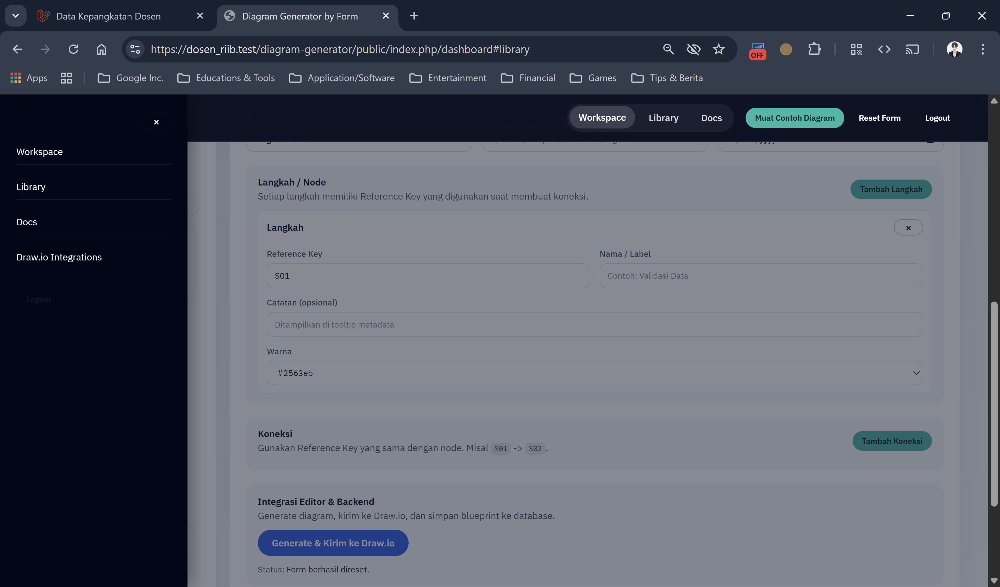 Data Kepangkatan Dosen
Diagram Generator by Form
https://dosen_riib.test/diagram-generator/public/index.php/dashboard#library
OFF
Apps
Google Inc.
Educations & Tools
Application/Software
Entertainment
Financial
Games
Tips & Berita
Workspace
Library
Docs
Muat Contoh Diagram
Reset Form
Logout
Workspace
Library
Docs
Draw.io Integrations
Logout
Langkah / Node
Setiap langkah memiliki Reference Key yang digunakan saat membuat koneksi.
Tambah Langkah
Langkah
Reference Key
S01
Nama / Label
Contoh: Validasi Data
Catatan (opsional)
Ditampilkan di tooltip metadata
Warna
#2563eb
Koneksi
Gunakan Reference Key yang sama dengan node. Misal S01 -> S02.
Tambah Koneksi
Integrasi Editor & Backend
Generate diagram, kirim ke Draw.io, dan simpan blueprint ke database.
Generate & Kirim ke Draw.io
Status: Form berhasil direset.